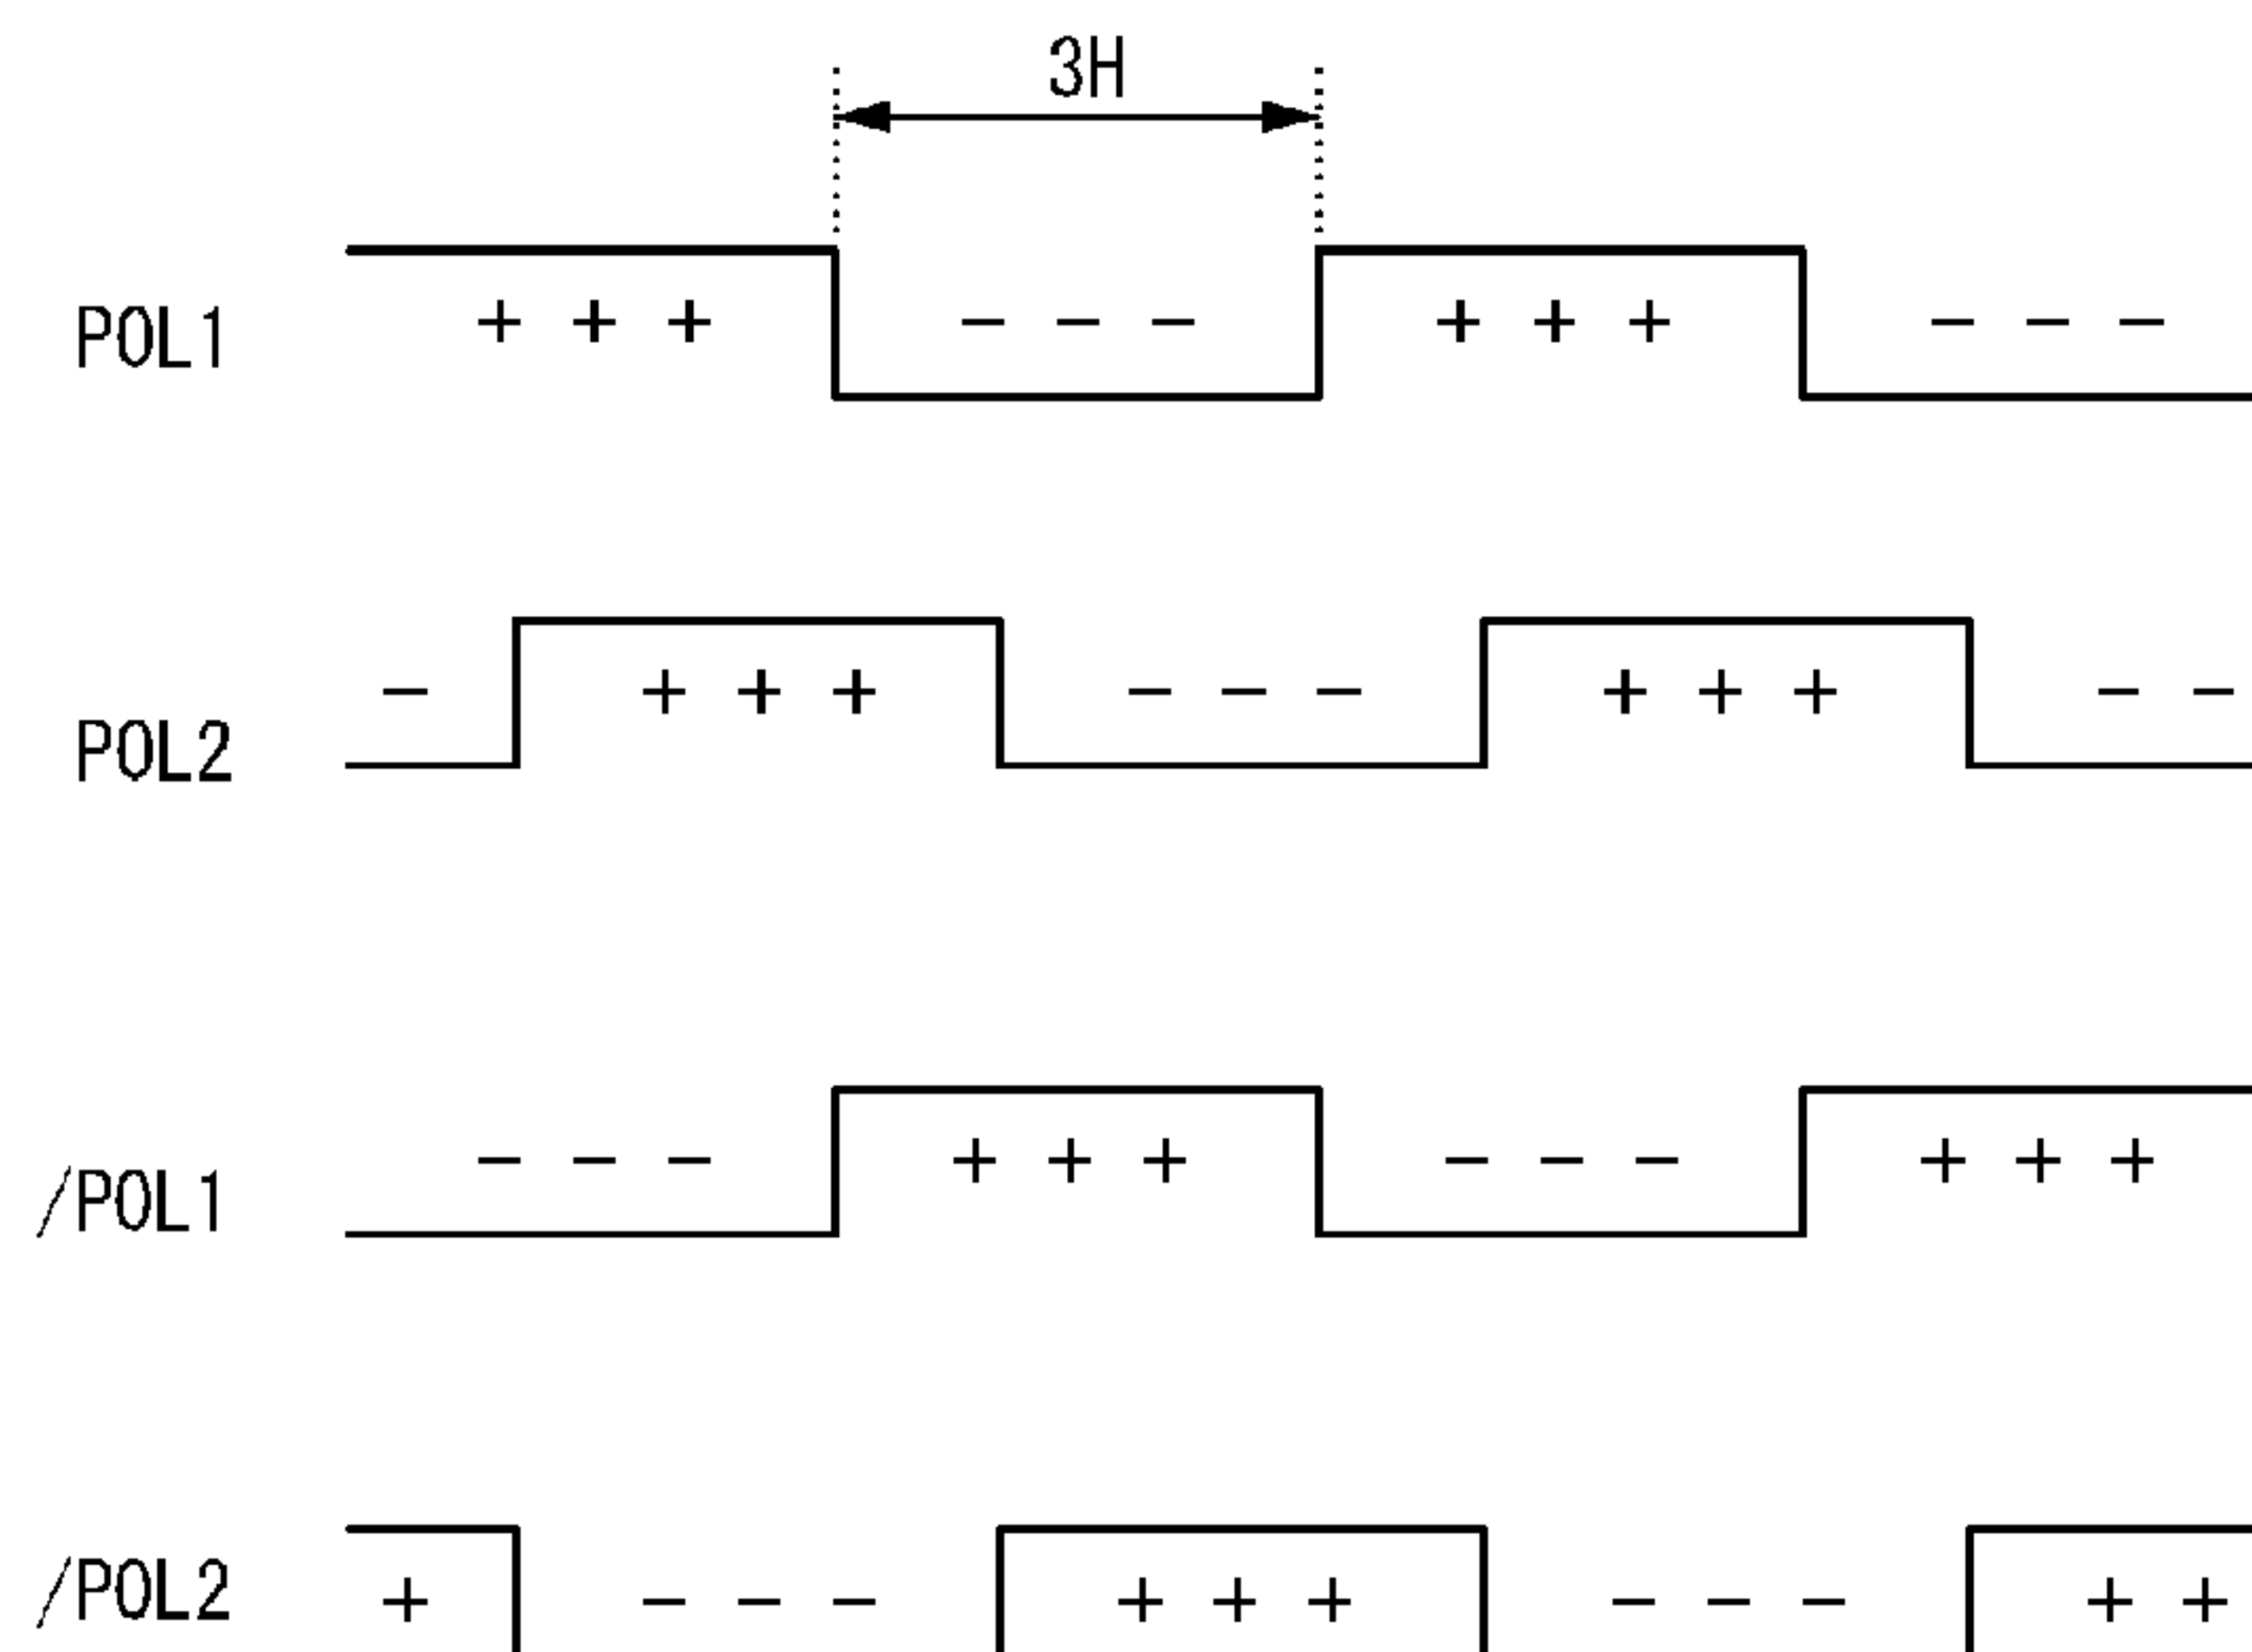 3H
POL1 + + + − − − + + + − − −
POL2 − + + + − − − + + + − −
/POL1 − − − + + + − − − + + +
/POL2 + − − − + + + − − − + +